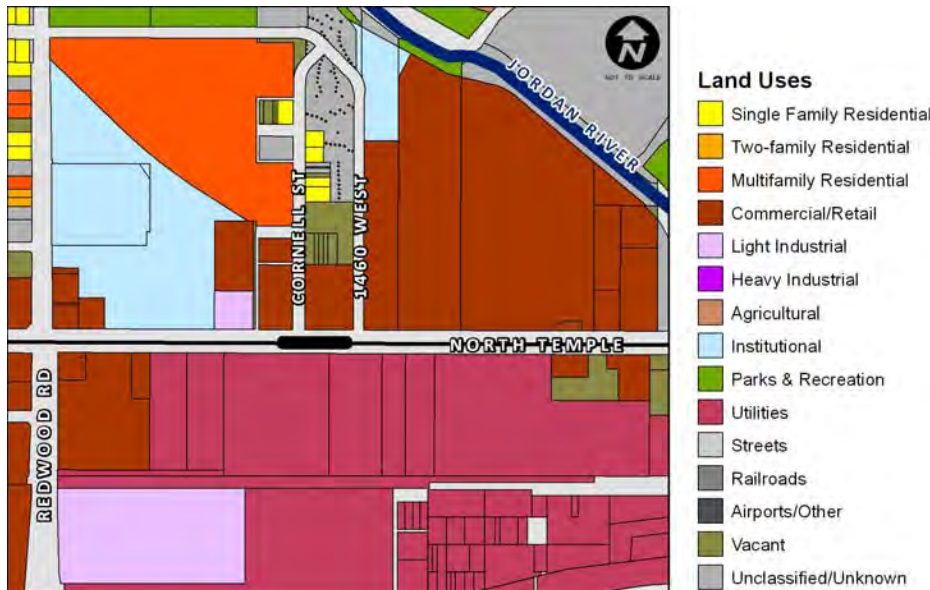 N
NOT TO SCALE
JORDAN RIVER
CORNELL ST
1460 WEST
NORTH TEMPLE
REDWOOD RD
Land Uses
Single Family Residential
Two-family Residential
Multifamily Residential
Commercial/Retail
Light Industrial
Heavy Industrial
Agricultural
Institutional
Parks & Recreation
Utilities
Streets
Railroads
Airports/Other
Vacant
Unclassified/Unknown